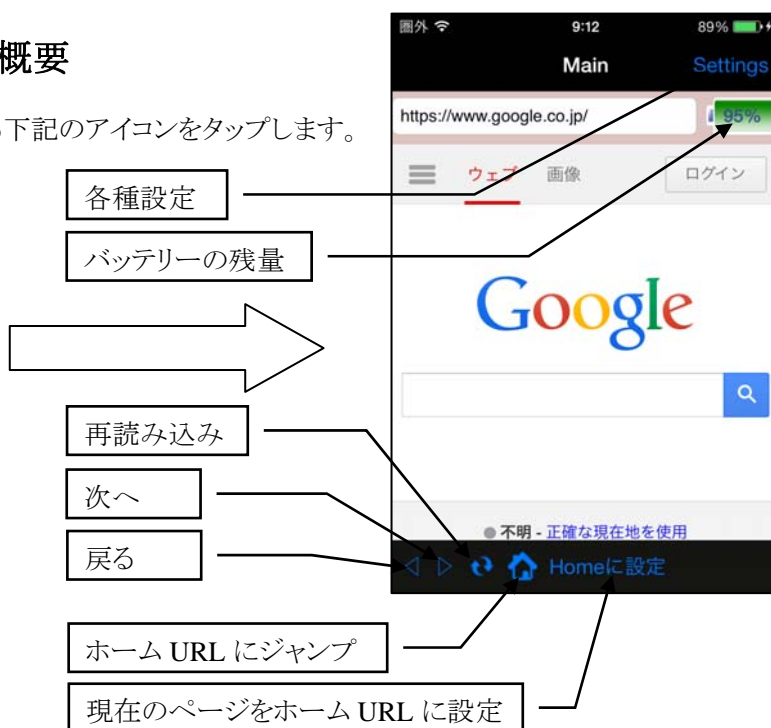 概要
下記のアイコンをタップします。
圏外 9:12 89%
Main Settings
https://www.google.co.jp/ 95%
ウェブ 画像 ログイン
Google
不明 - 正確な現在地を使用
Homeに設定
各種設定
バッテリーの残量
再読み込み
次へ
戻る
ホーム URL にジャンプ
現在のページをホーム URL に設定